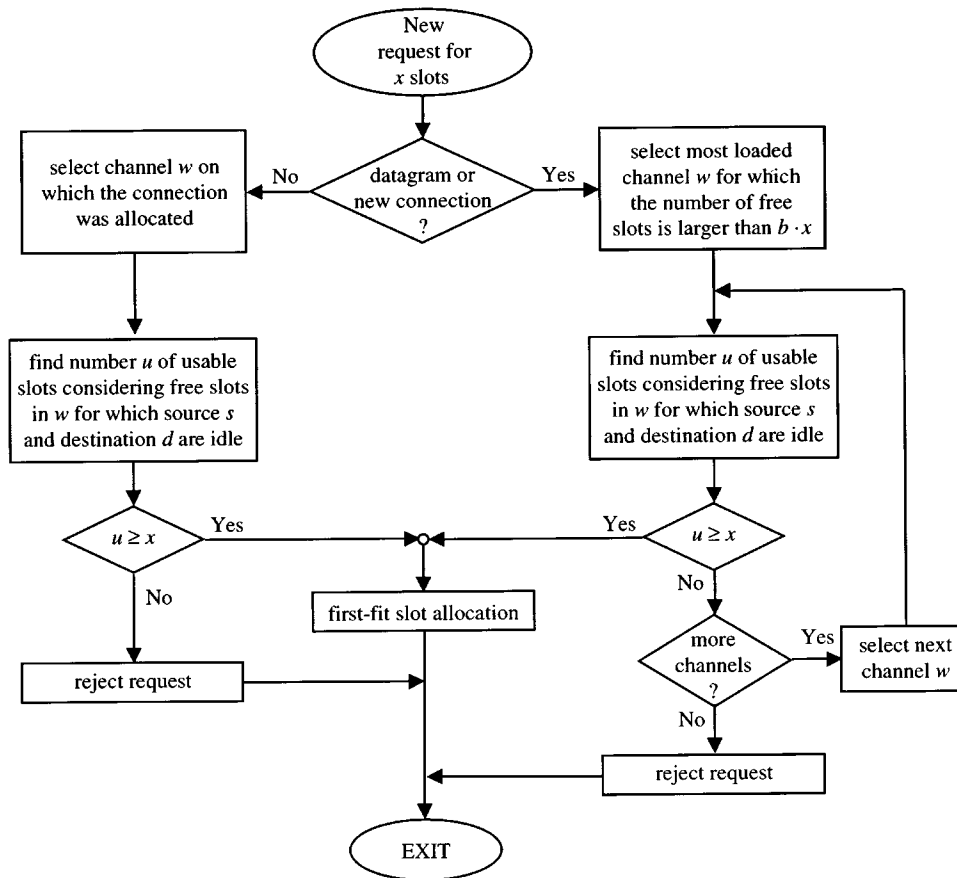 New
request for
x slots
datagram or
new connection
?
No
Yes
select channel w on
which the connection
was allocated
select most loaded
channel w for which
the number of free
slots is larger than b · x
find number u of usable
slots considering free slots
in w for which source s
and destination d are idle
find number u of usable
slots considering free slots
in w for which source s
and destination d are idle
u ≥ x
Yes
No
Yes
u ≥ x
No
first-fit slot allocation
more
channels
?
Yes
select next
channel w
reject request
No
reject request
EXIT